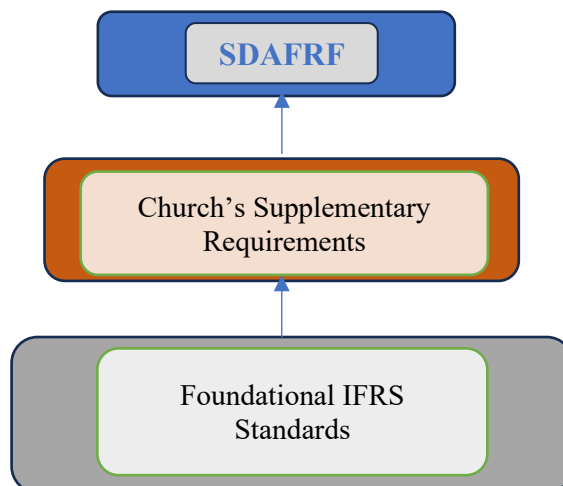 SDAFRF
Church’s Supplementary
Requirements
Foundational IFRS
Standards